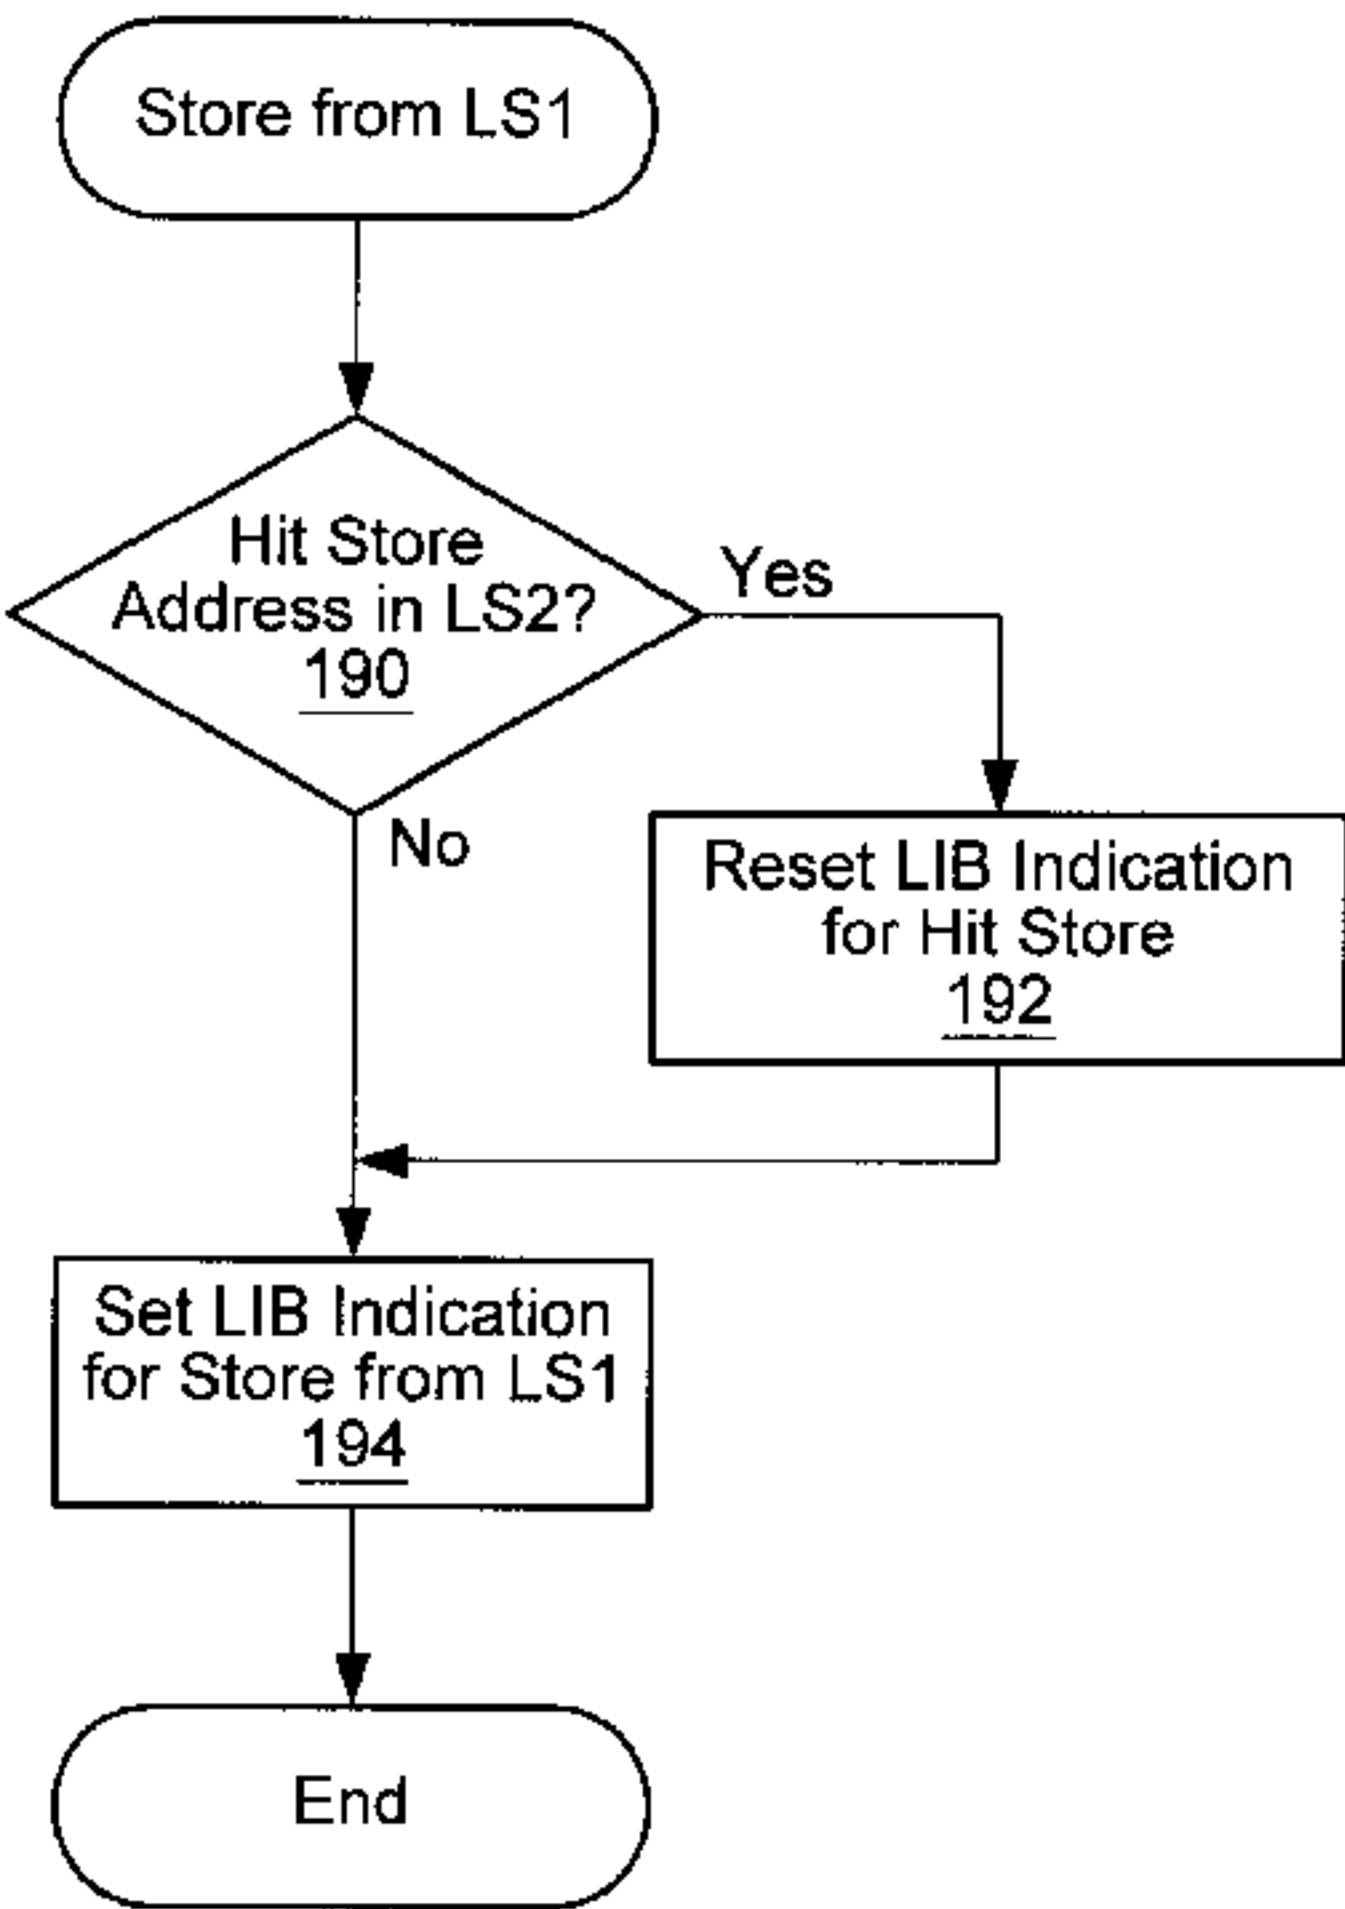 Store from LS1
Hit Store
Address in LS2?
190
Yes
No
Reset LIB Indication
for Hit Store
192
Set LIB Indication
for Store from LS1
194
End